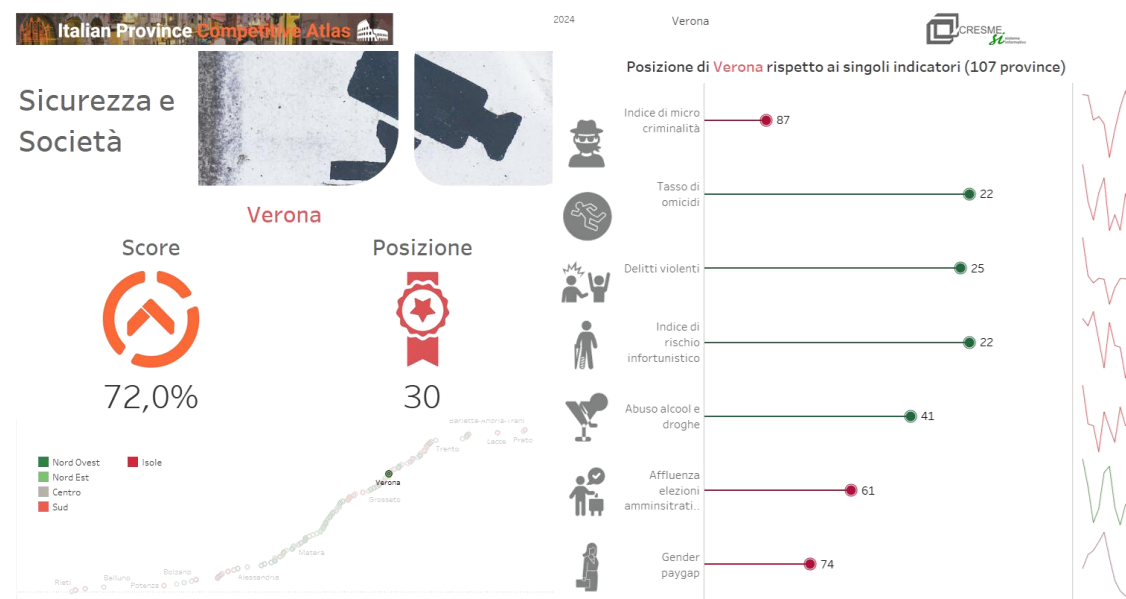 Italian Province Competitive Atlas
2024
Verona
CRESME
Sicurezza e
Società
Verona
Score
Posizione
72,0%
30
Nord Ovest
Nord Est
Centro
Sud
Isole
Trento
Lecce
Prato
Verona
Grosseto
Matera
Alessandria
Bolzano
Potenza
Belluno
Rieti
Posizione di Verona rispetto ai singoli indicatori (107 province)
Indice di micro
criminalità
87
Tasso di
omicidi
22
Delitti violenti
25
Indice di
rischio
infortunistico
22
Abuso alcool e
droghe
41
Affluenza
elezioni
amminsitrati..
61
Gender
paygap
74